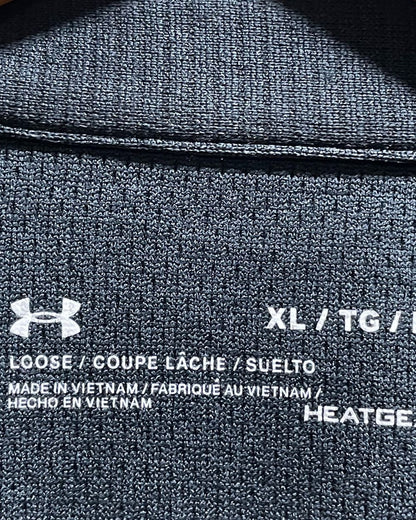 XL / TG /
LOOSE / COUPE LÂCHE / SUELTO
MADE IN VIETNAM / FABRIQUÉ AU VIETNAM /
HECHO EN VIETNAM